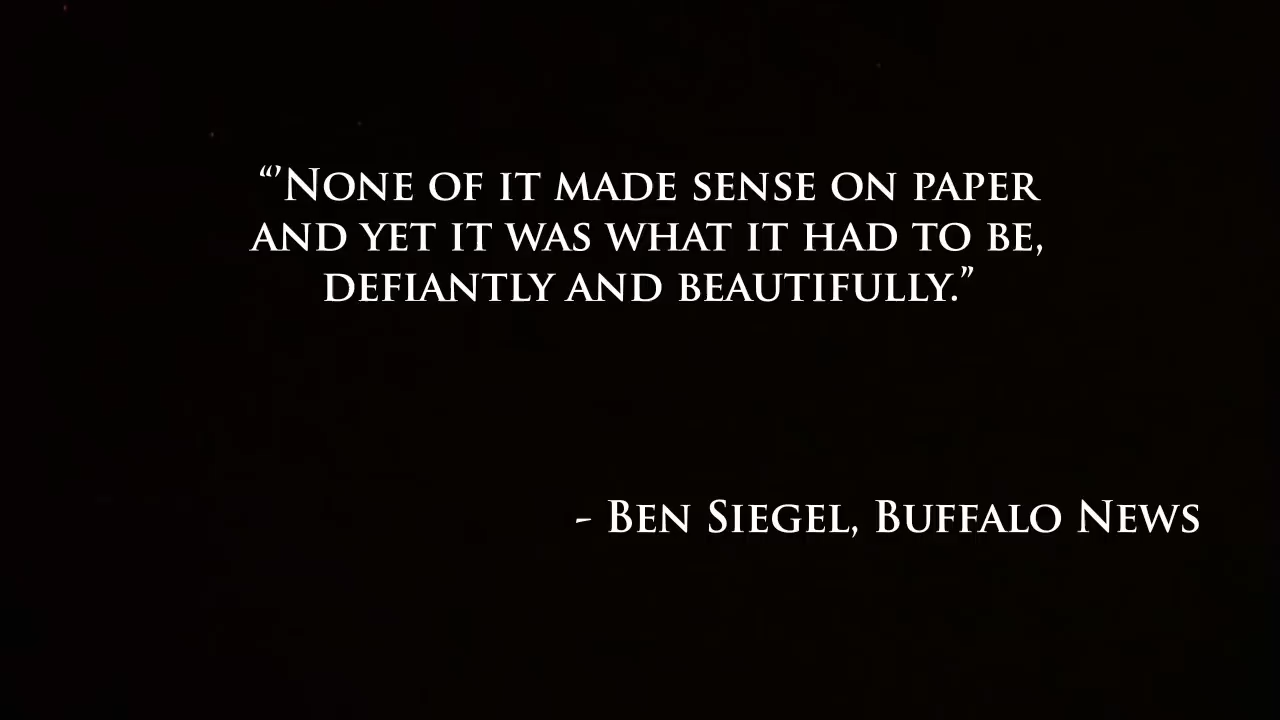 “’None of it made sense on paper
and yet it was what it had to be,
defiantly and beautifully.”
- Ben Siegel, Buffalo News